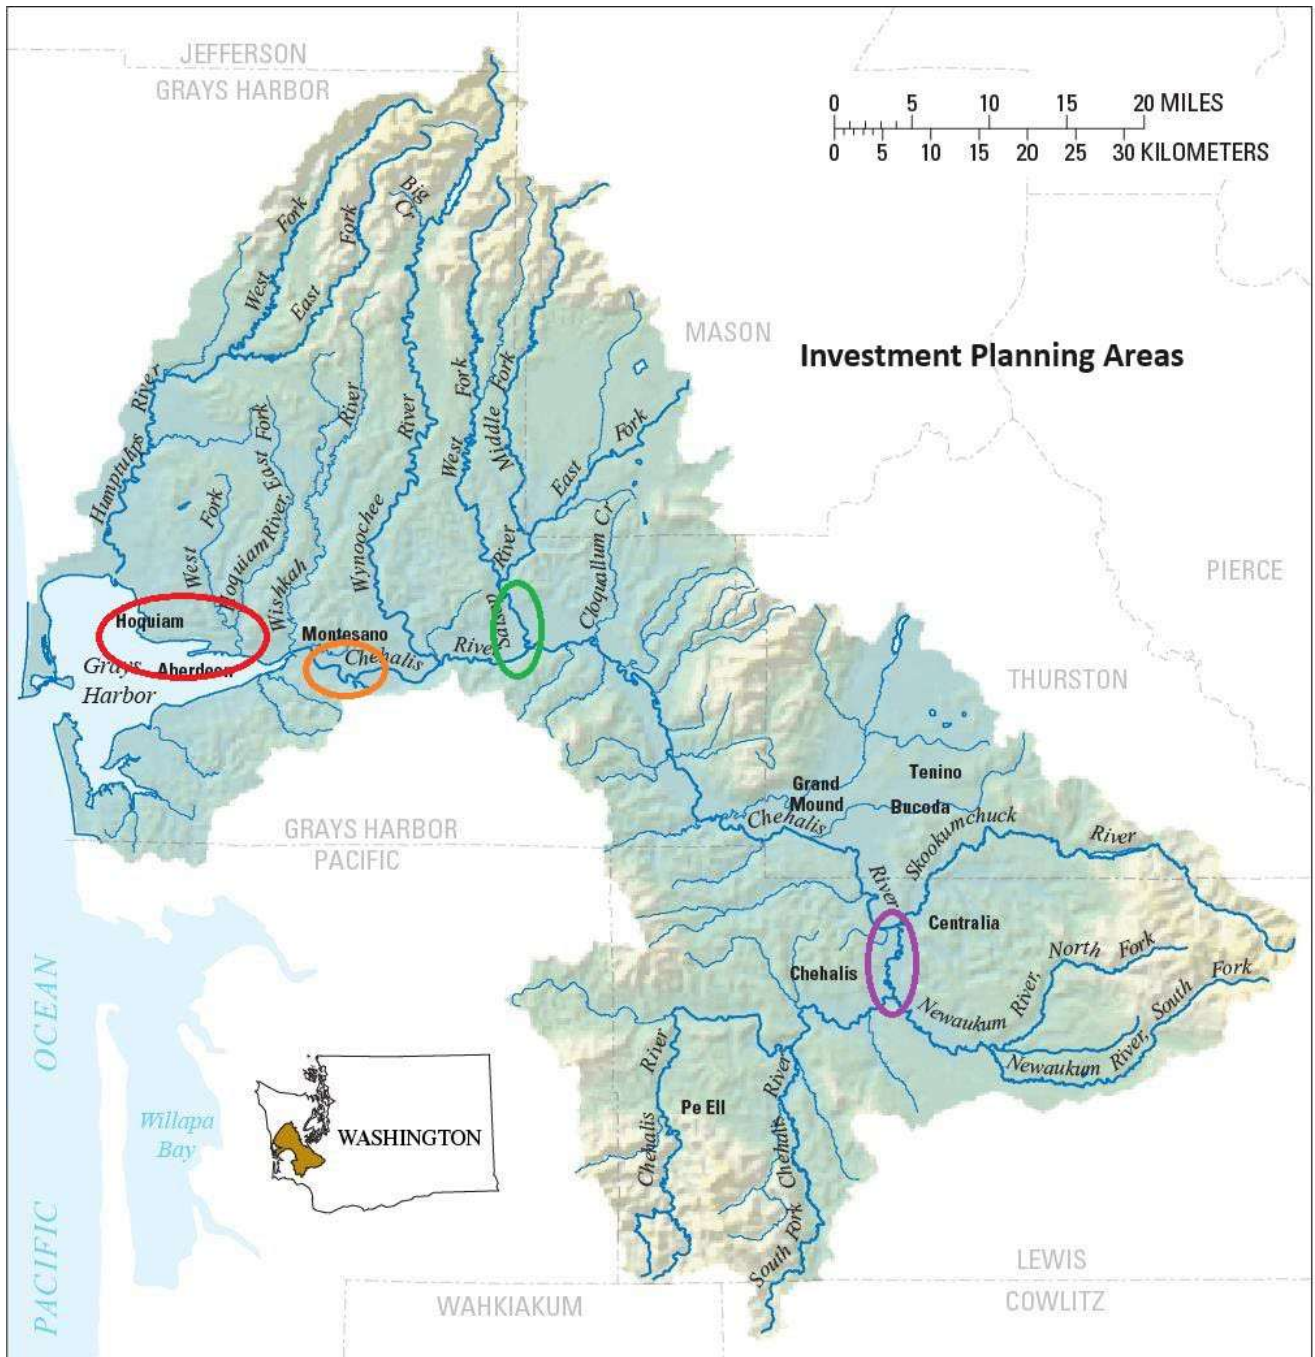 JEFFERSON
GRAYS HARBOR
0 5 10 15 20 MILES
0 5 10 15 20 25 30 KILOMETERS
Big
Cr
West Fork
East Fork
MASON
Investment Planning Areas
Humptulps River
West Fork
Hoquiam River, East Fork
Wishkah River
Wynoochee River
West Fork
Middle Fork
East Fork
Satsop River
Cloquallum Cr
PIERCE
Hoquiam
Montesano
Chehalis River
Grays
Harbor
Aberdeen
THURSTON
Tenino
Grand
Mound
Bucoda
Chehalis River
Skookumchuck River
GRAYS HARBOR
PACIFIC
Centralia
Chehalis
Newaukum River, North Fork
Newaukum River, South Fork
PACIFIC OCEAN
Willapa
Bay
WASHINGTON
Chehalis River
Pe Ell
South Fork Chehalis River
LEWIS
COWLITZ
WAHKIAKUM